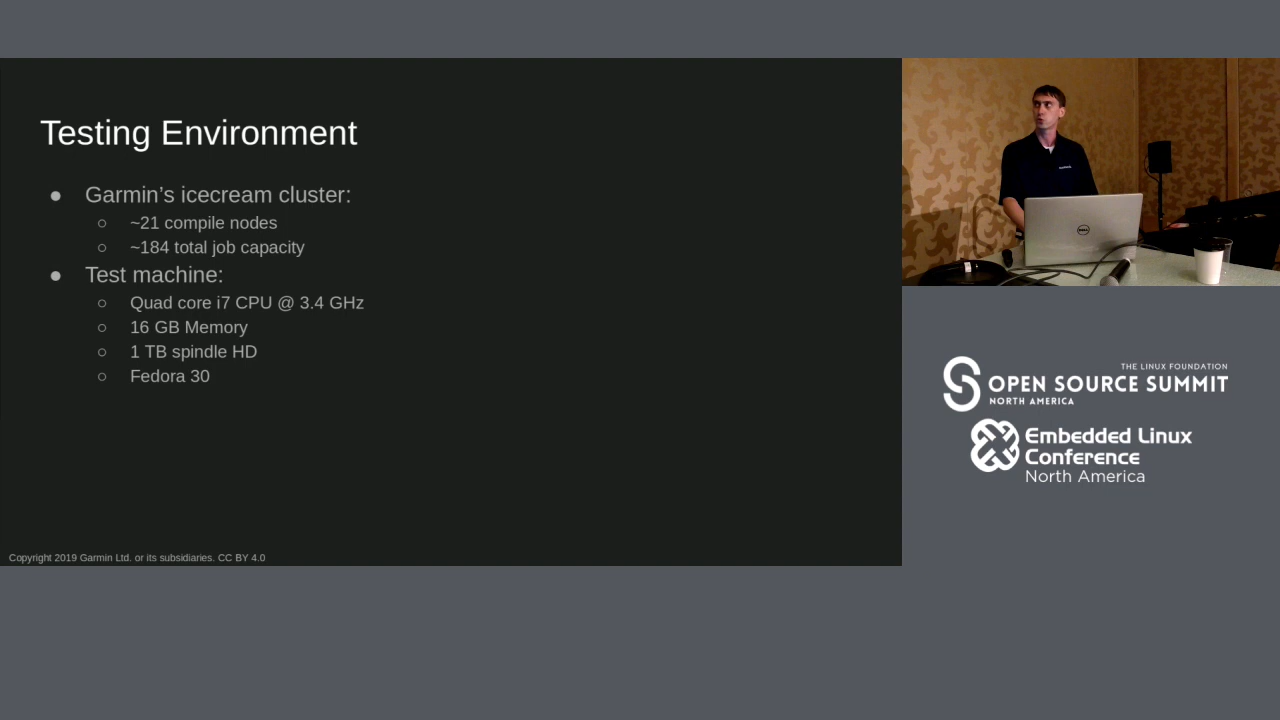 Testing Environment
● Garmin’s icecream cluster:
○ ~21 compile nodes
○ ~184 total job capacity
● Test machine:
○ Quad core i7 CPU @ 3.4 GHz
○ 16 GB Memory
○ 1 TB spindle HD
○ Fedora 30
Copyright 2019 Garmin Ltd. or its subsidiaries. CC BY 4.0
DELL
THE LINUX FOUNDATION
OPEN SOURCE SUMMIT
NORTH AMERICA
Embedded Linux
Conference
North America